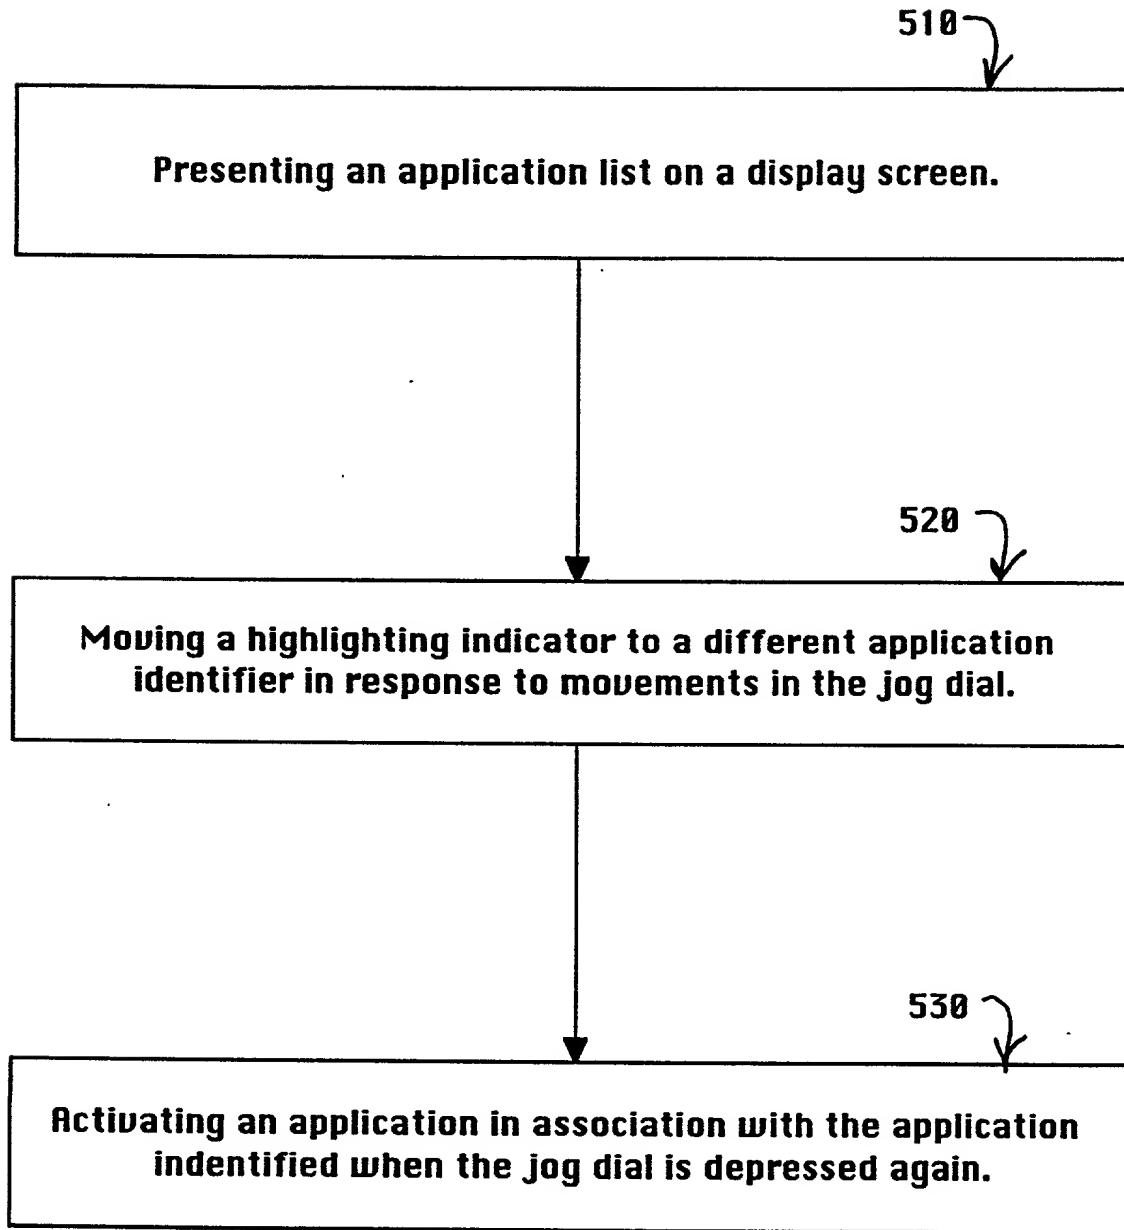 510
Presenting an application list on a display screen.
520
Moving a highlighting indicator to a different application
identifier in response to movements in the jog dial.
530
Activating an application in association with the application
indentified when the jog dial is depressed again.